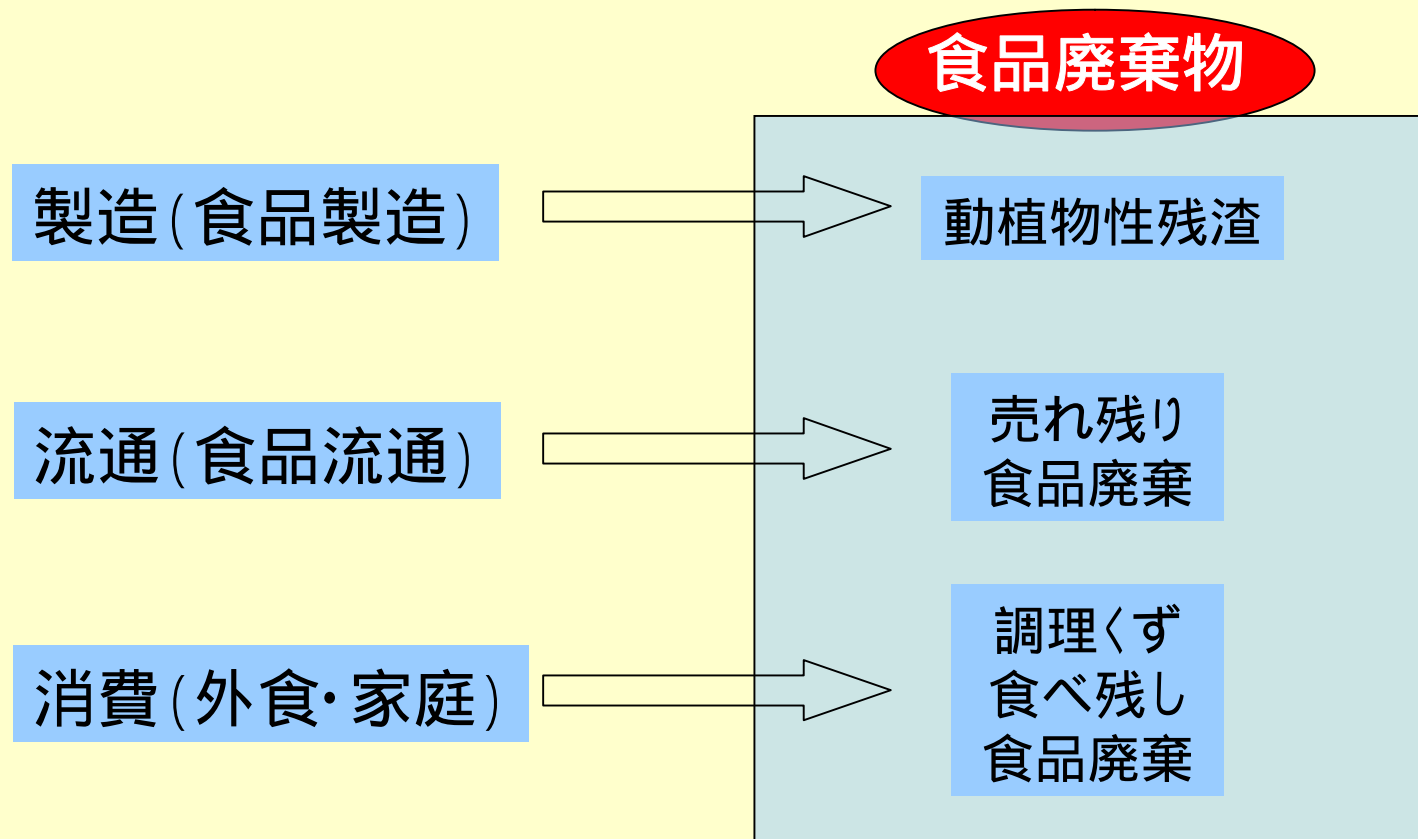 食品廃棄物
製造(食品製造)
動植物性残渣
流通(食品流通)
売れ残り
食品廃棄
消費(外食・家庭)
調理くず
食べ残し
食品廃棄